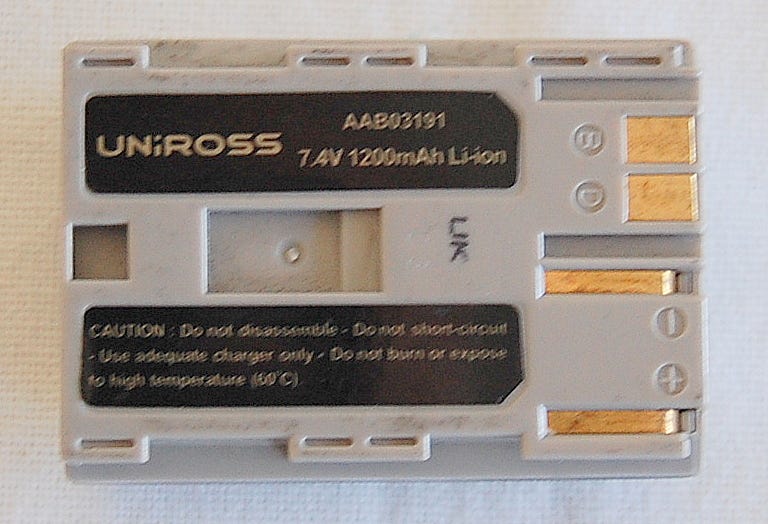 UNiROSS
AAB03191
7.4V 1200mAh Li-ion
B
D
UK
-
+
CAUTION : Do not disassemble - Do not short-circuit
- Use adequate charger only - Do not burn or expose
to high temperature (60°C)